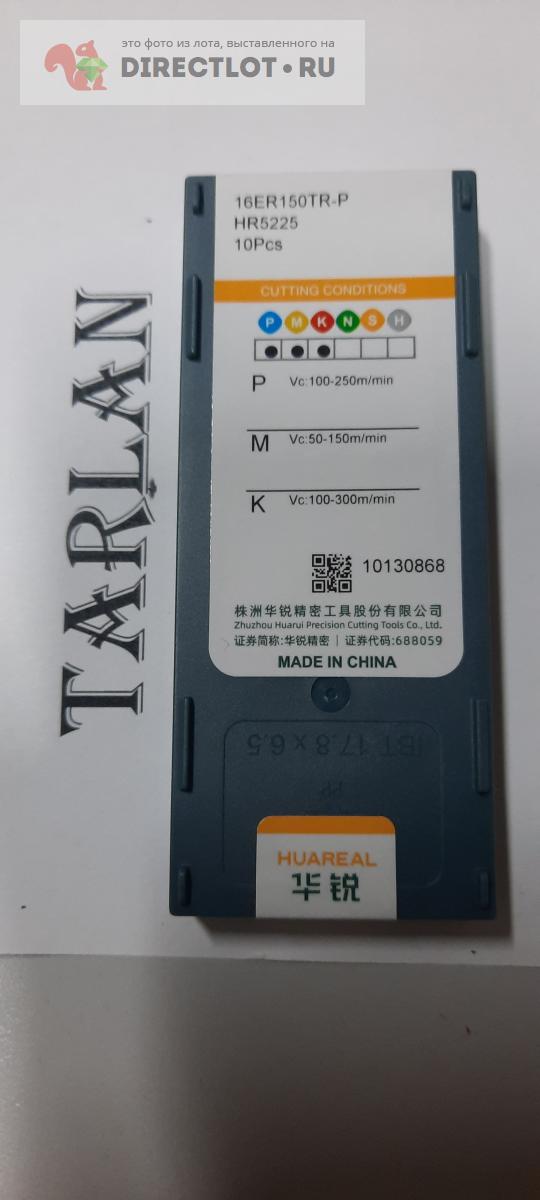 это фото из лота, выставленного на
DIRECTLOT•RU
TARLAN
16ER150TR-P
HR5225
10Pcs
CUTTING CONDITIONS
P M K N S H
P Vc:100-250m/min
M Vc:50-150m/min
K Vc:100-300m/min
10130868
株洲华锐精密工具股份有限公司
Zhuzhou Huarui Precision Cutting Tools Co., Ltd.
证券简称:华锐精密 | 证券代码:688059
MADE IN CHINA
IBT 17.8 x 6.5
PP
HUAREAL
华锐